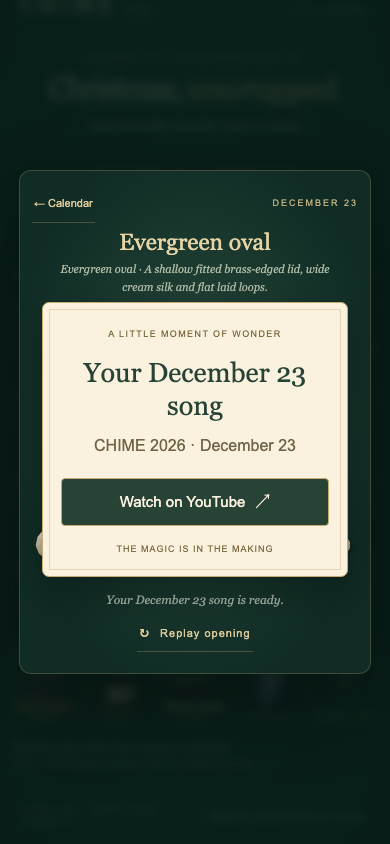 Christmas, unwrapped.
← Calendar
DECEMBER 23
Evergreen oval
Evergreen oval · A shallow fitted brass-edged lid, wide
cream silk and flat laid loops.
A LITTLE MOMENT OF WONDER
Your December 23
song
CHIME 2026 · December 23
Watch on YouTube ↗
THE MAGIC IS IN THE MAKING
Your December 23 song is ready.
↻ Replay opening